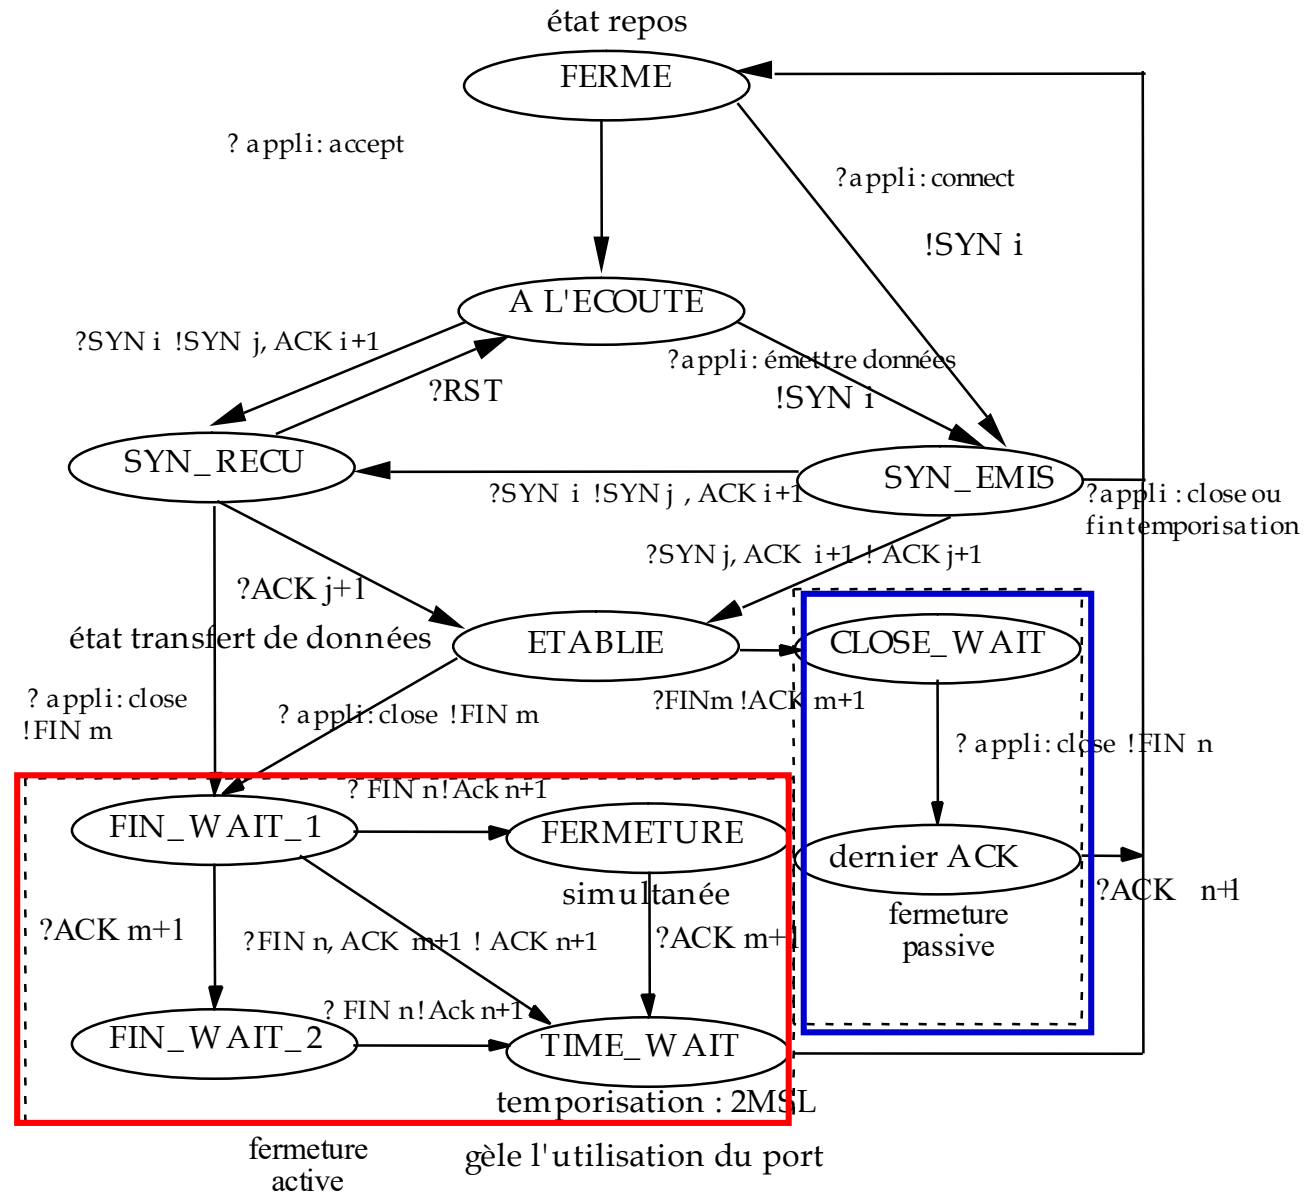 état repos
FERME
? appli: accept
?appli: connect
!SYN i
A L'ECOUTE
?SYN i !SYN j, ACK i+1
?RST
?appli: émettre données
!SYN i
SYN_RECU
SYN_EMIS
?SYN i !SYN j , ACK i+1
?appli : close ou
fintemporisation
?SYN j, ACK i+1 ! ACK j+1
?ACK j+1
état transfert de données
ETABLIE
CLOSE_WAIT
?FINm !ACK m+1
? appli: close
!FIN m
? appli: close !FIN m
? appli: close !FIN n
? FIN n!Ack n+1
FIN_WAIT_1
FERMETURE
simultanée
dernier ACK
?ACK n+1
fermeture
passive
?ACK m+1
?FIN n, ACK m+1 ! ACK n+1
?ACK m+1
? FIN n!Ack n+1
FIN_WAIT_2
TIME_WAIT
temporisation : 2MSL
fermeture
active
gèle l'utilisation du port